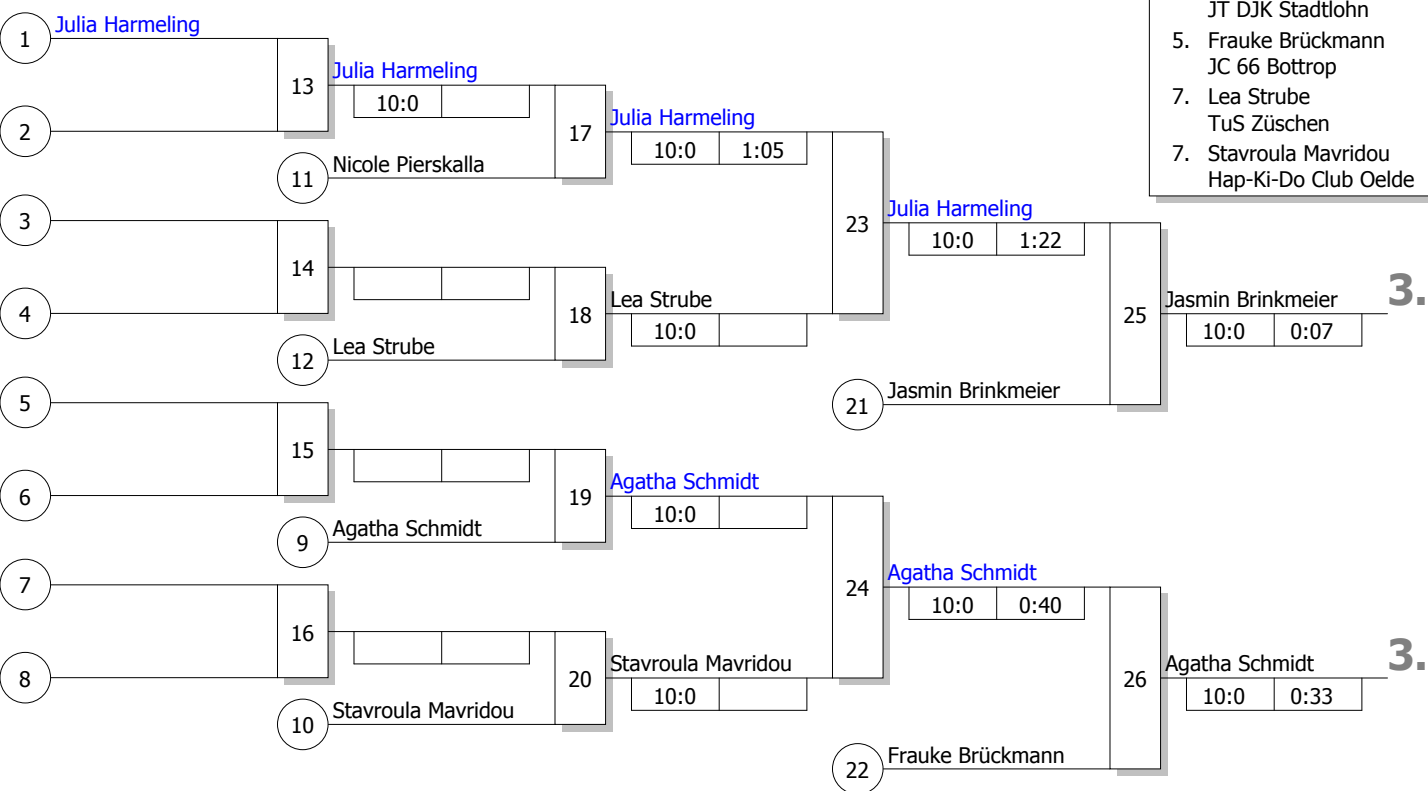 JT DJK Stadtlohn
5. Frauke Brückmann
JC 66 Bottrop
7. Lea Strube
TuS Züschen
7. Stavroula Mavridou
Hap-Ki-Do Club Oelde
1 Julia Harmeling
13 Julia Harmeling
10:0
2
17 Julia Harmeling
10:0 1:05
11 Nicole Pierskalla
3
23 Julia Harmeling
10:0 1:22
14
4
18 Lea Strube
10:0
25 Jasmin Brinkmeier 3.
10:0 0:07
12 Lea Strube
5
21 Jasmin Brinkmeier
15
6
19 Agatha Schmidt
10:0
9 Agatha Schmidt
7
24 Agatha Schmidt
10:0 0:40
16
8
20 Stavroula Mavridou
10:0
26 Agatha Schmidt 3.
10:0 0:33
10 Stavroula Mavridou
22 Frauke Brückmann